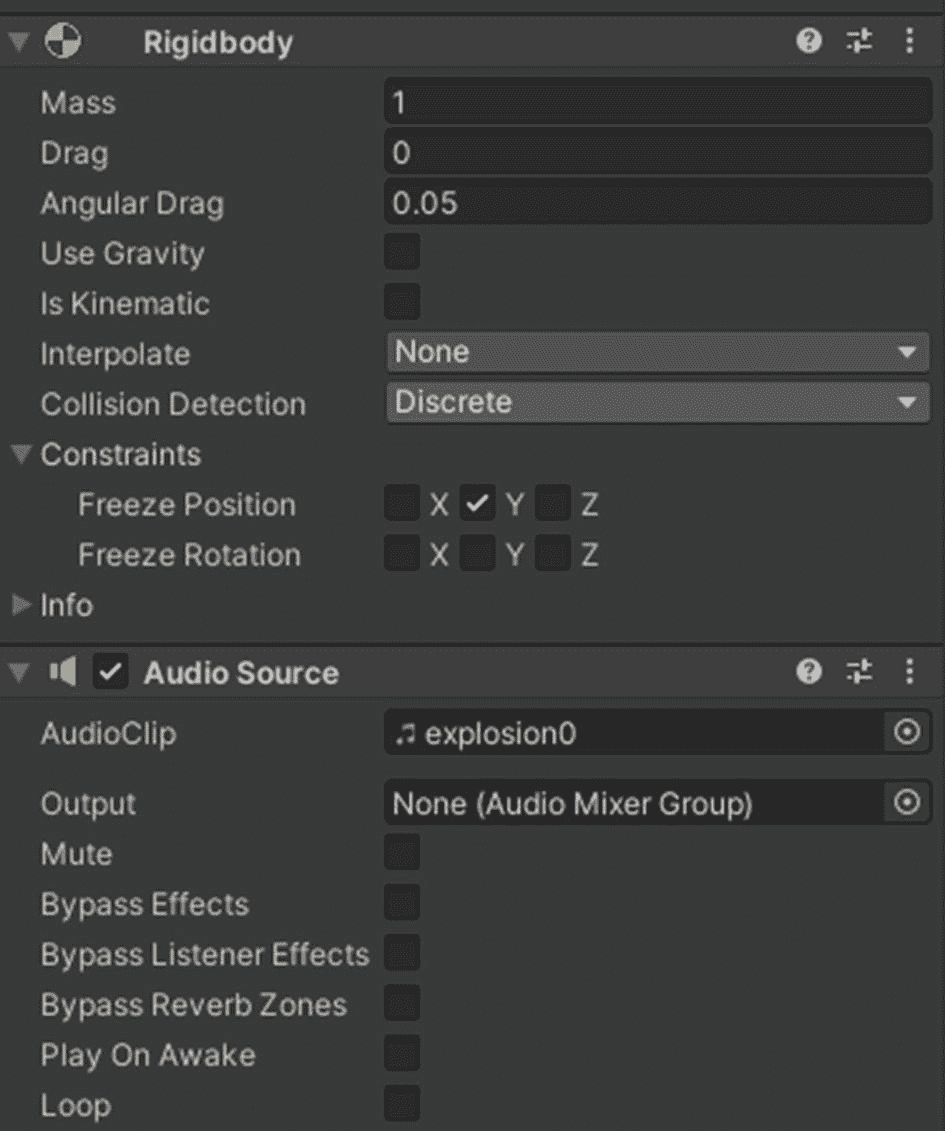 Rigidbody
Mass 1
Drag 0
Angular Drag 0.05
Use Gravity
Is Kinematic
Interpolate None
Collision Detection Discrete
Constraints
Freeze Position X Y Z
Freeze Rotation X Y Z
Info
Audio Source
AudioClip explosion0
Output None (Audio Mixer Group)
Mute
Bypass Effects
Bypass Listener Effects
Bypass Reverb Zones
Play On Awake
Loop